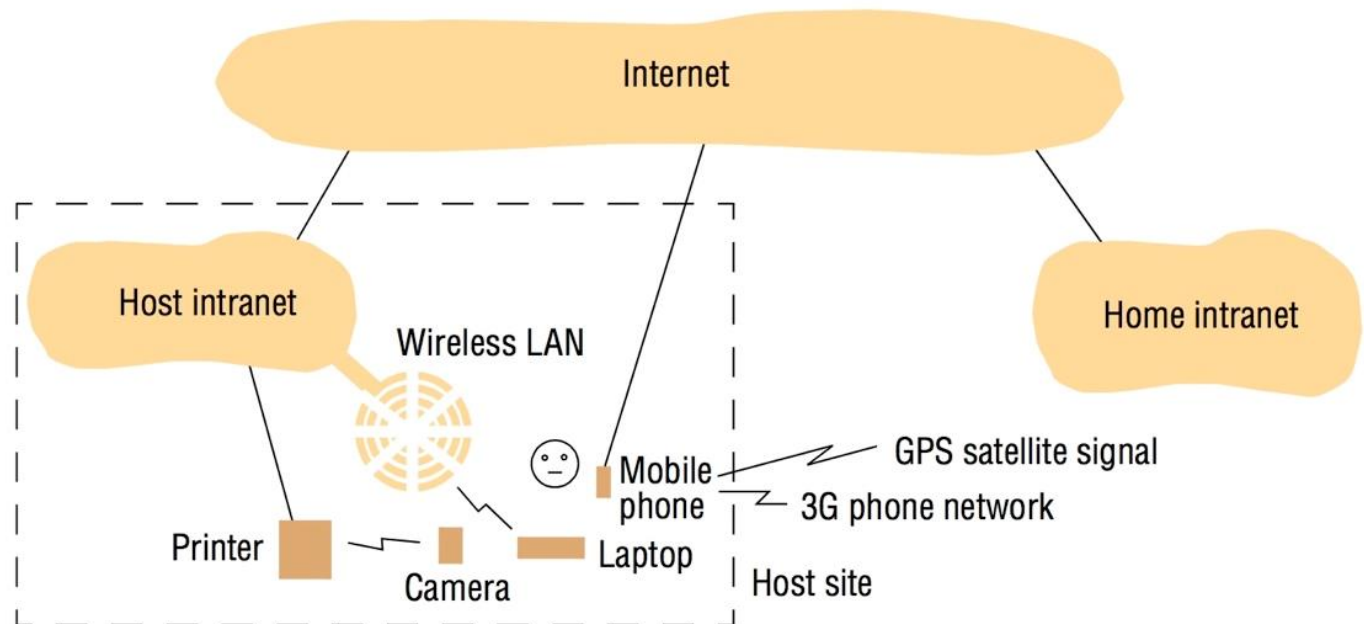 Internet
Host intranet
Wireless LAN
Home intranet
Mobile
phone
GPS satellite signal
3G phone network
Printer
Camera
Laptop
Host site